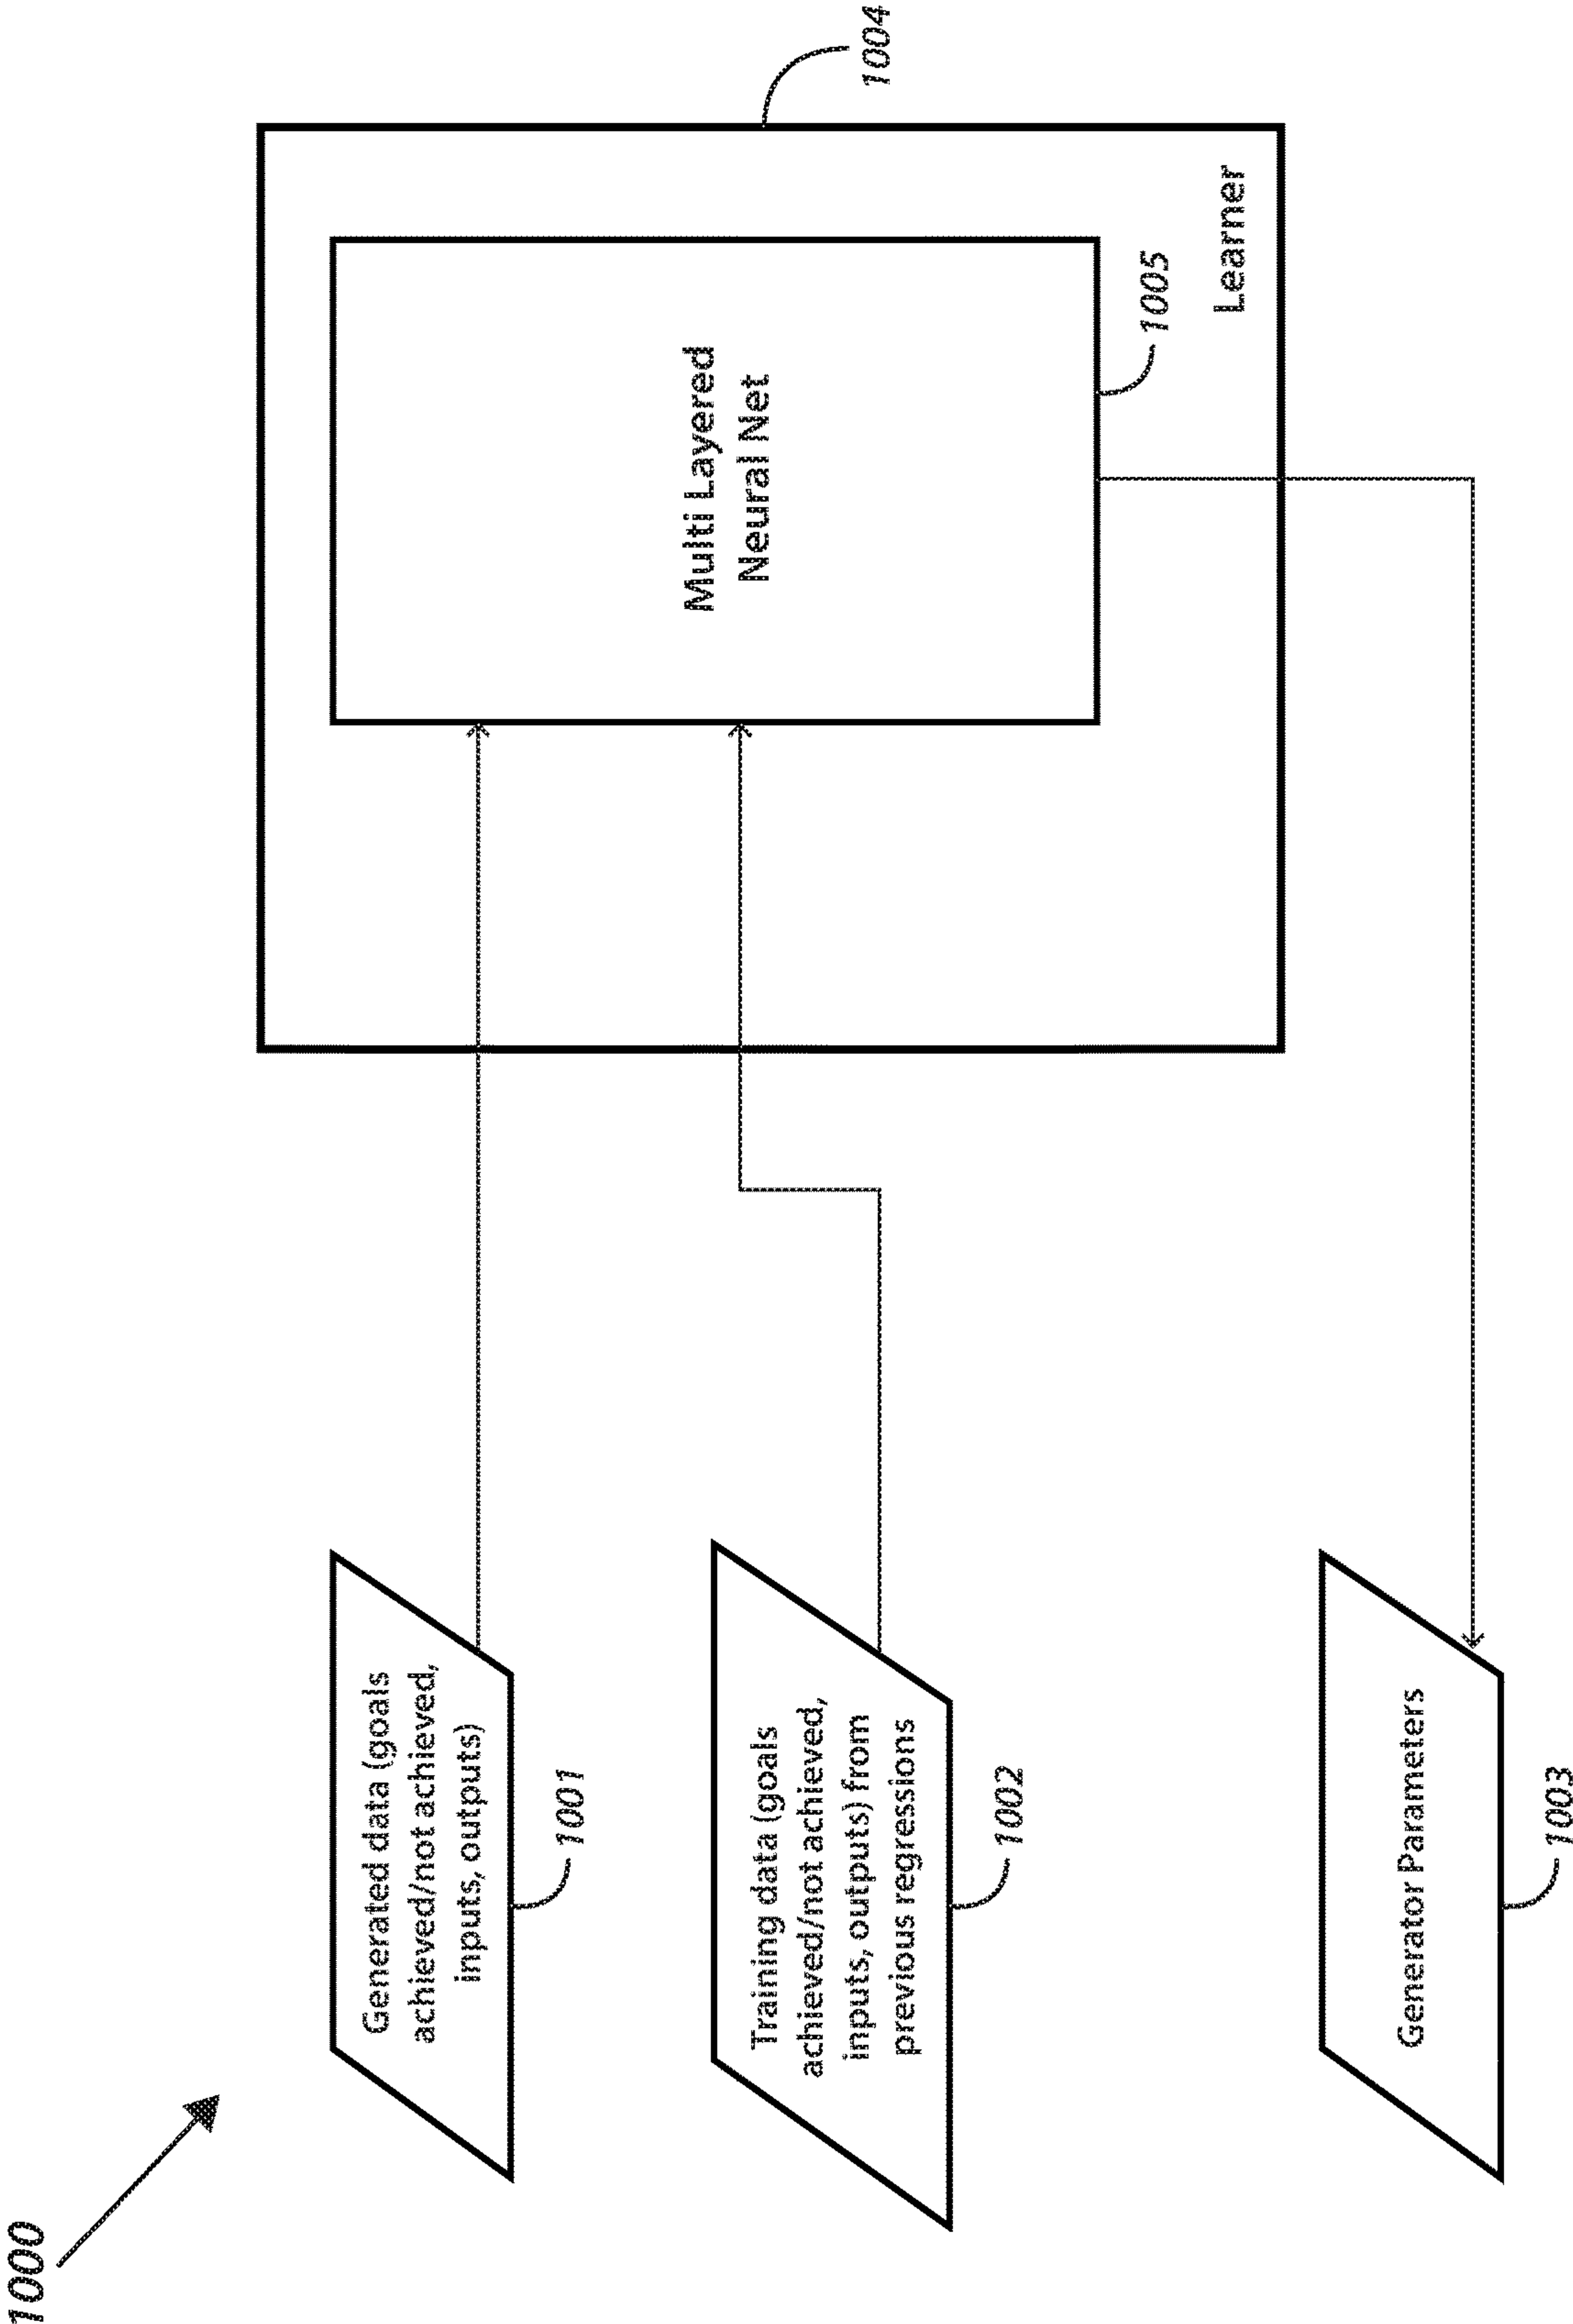 1000
Generated data (goals
achieved/not achieved,
inputs, outputs)
1001
Training data (goals
achieved/not achieved,
inputs, outputs) from
previous regressions
1002
Generator Parameters
1003
Multi Layered
Neural Net
1005
Learner
1004